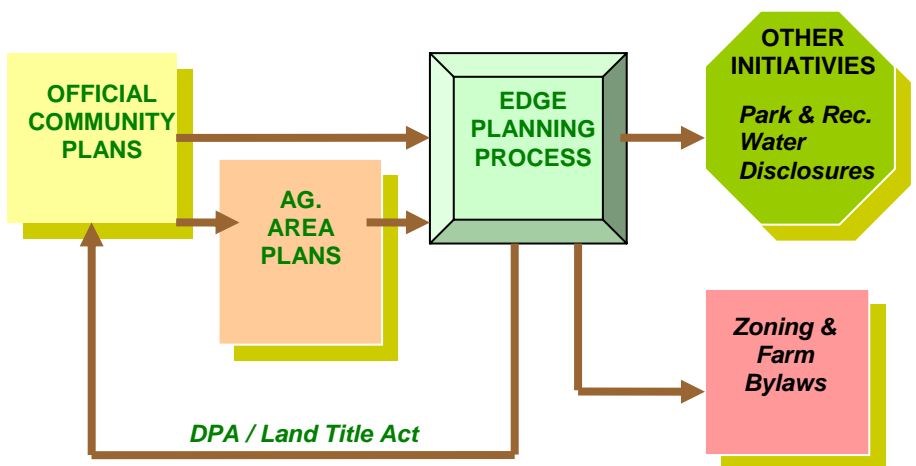 OFFICIAL
COMMUNITY
PLANS
AG.
AREA
PLANS
EDGE
PLANNING
PROCESS
OTHER
INITIATIVIES
Park & Rec.
Water
Disclosures
Zoning &
Farm
Bylaws
DPA / Land Title Act